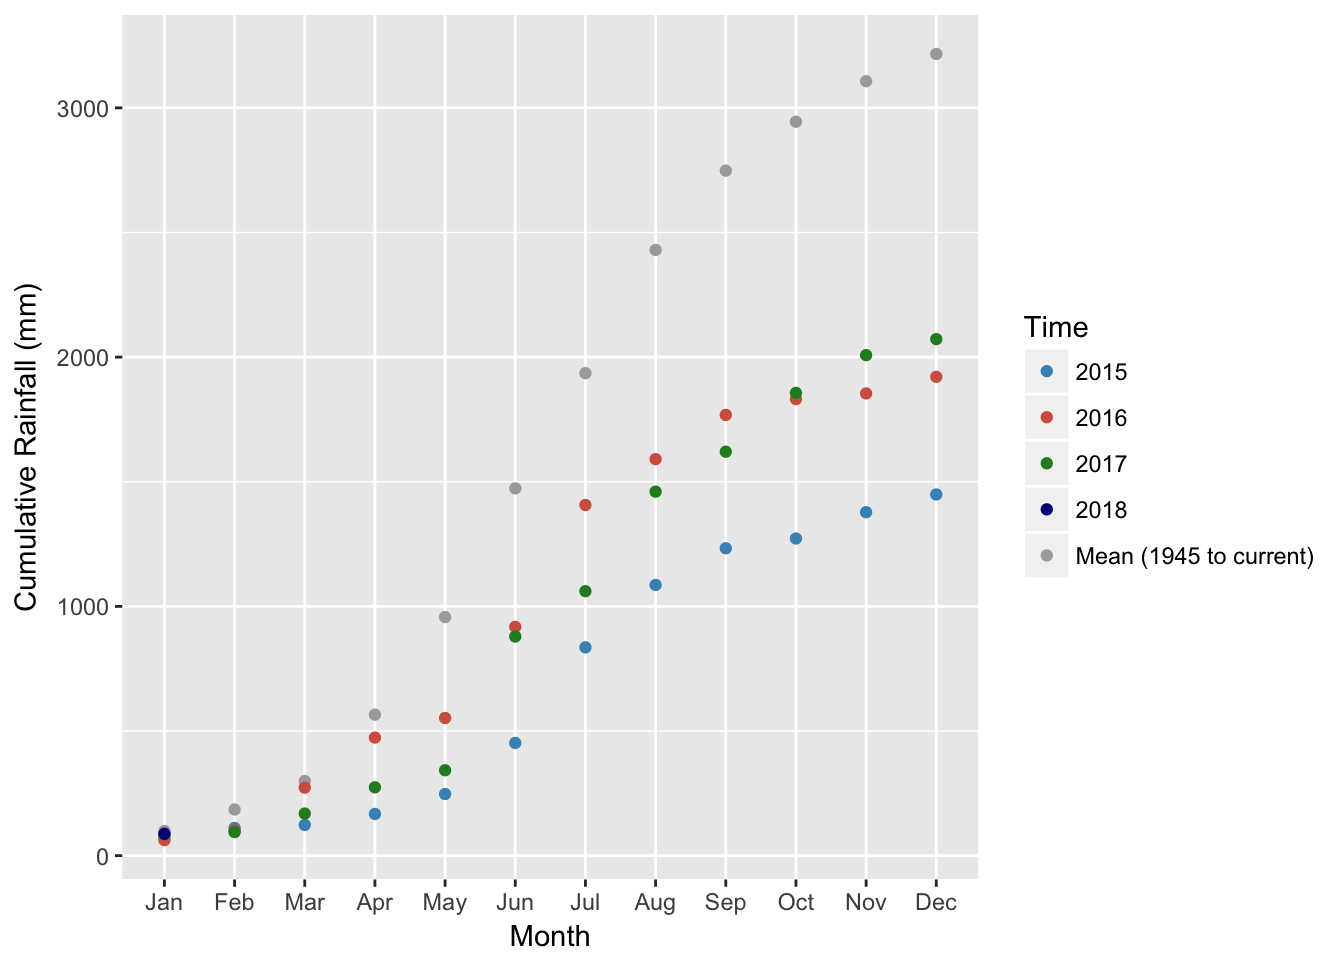 Cumulative Rainfall (mm)
3000
2000
1000
0
Jan Feb Mar Apr May Jun Jul Aug Sep Oct Nov Dec
Month
Time
2015
2016
2017
2018
Mean (1945 to current)